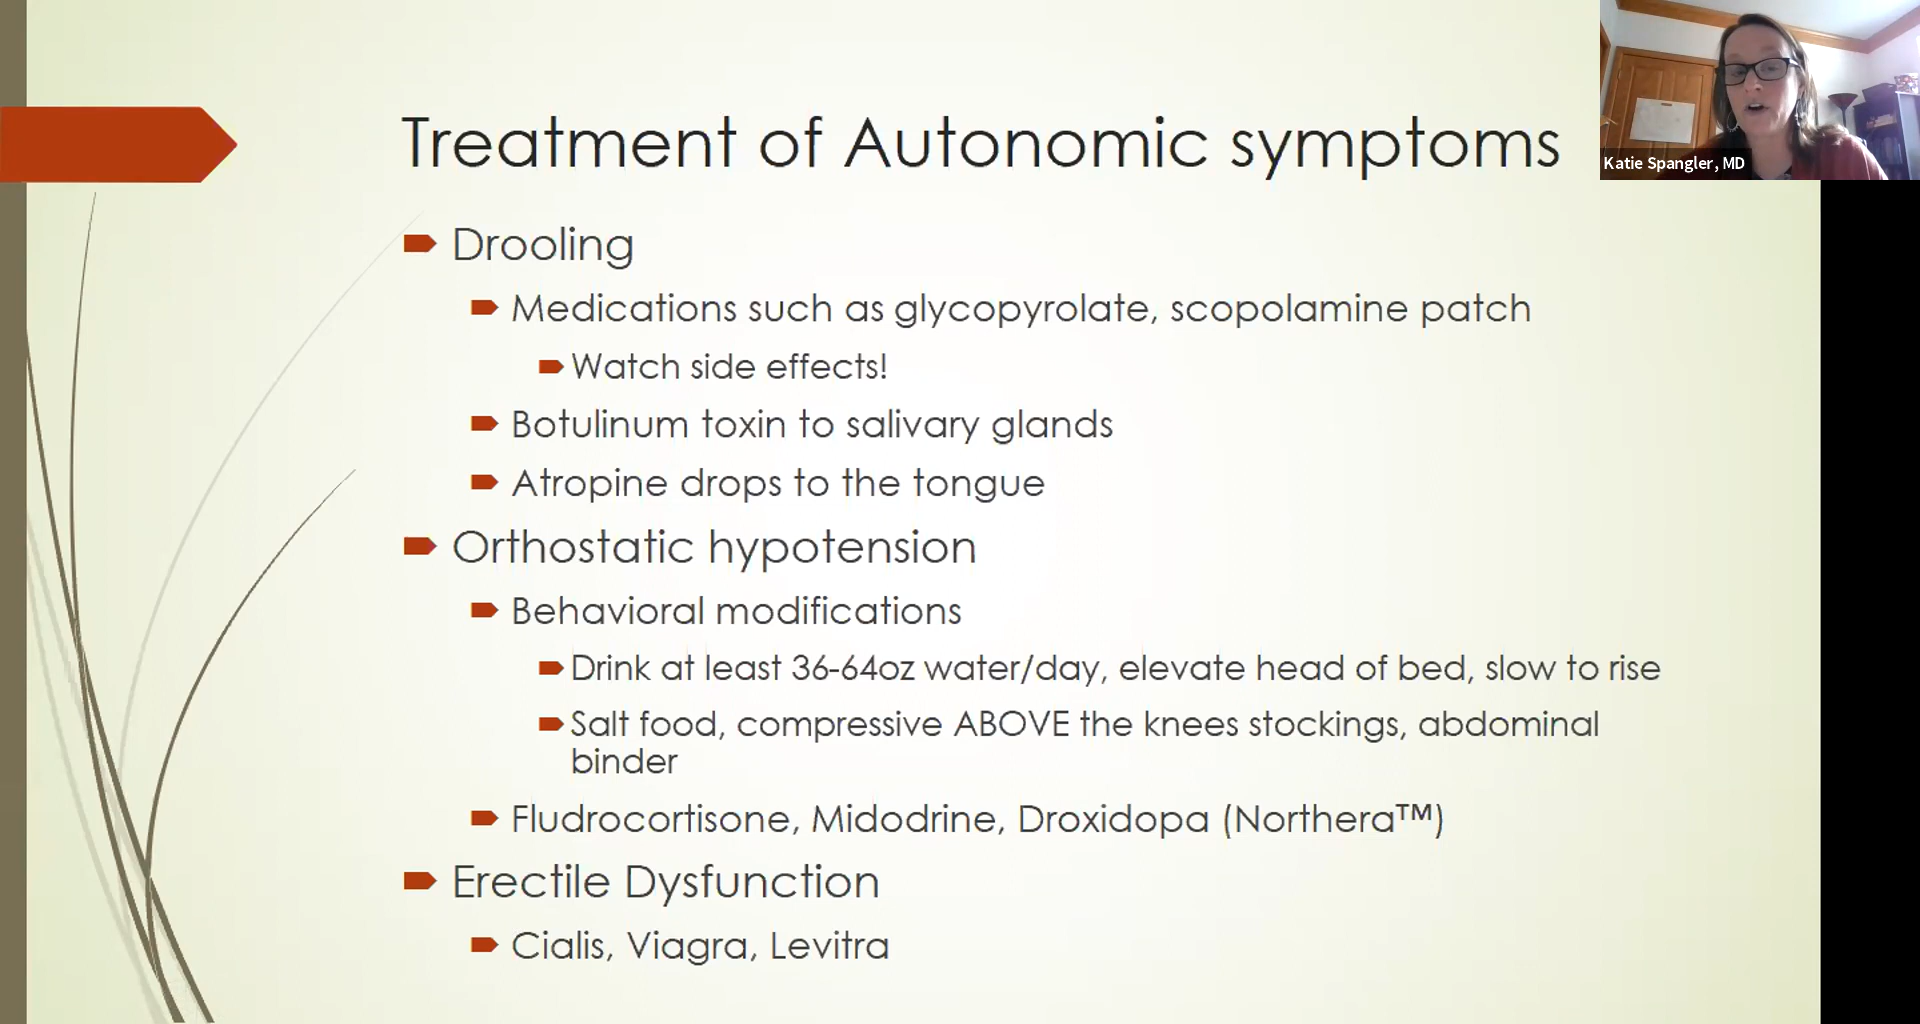 Treatment of Autonomic symptoms
Katie Spangler, MD
Drooling
Medications such as glycopyrolate, scopolamine patch
Watch side effects!
Botulinum toxin to salivary glands
Atropine drops to the tongue
Orthostatic hypotension
Behavioral modifications
Drink at least 36-64oz water/day, elevate head of bed, slow to rise
Salt food, compressive ABOVE the knees stockings, abdominal
binder
Fludrocortisone, Midodrine, Droxidopa (Northera™)
Erectile Dysfunction
Cialis, Viagra, Levitra